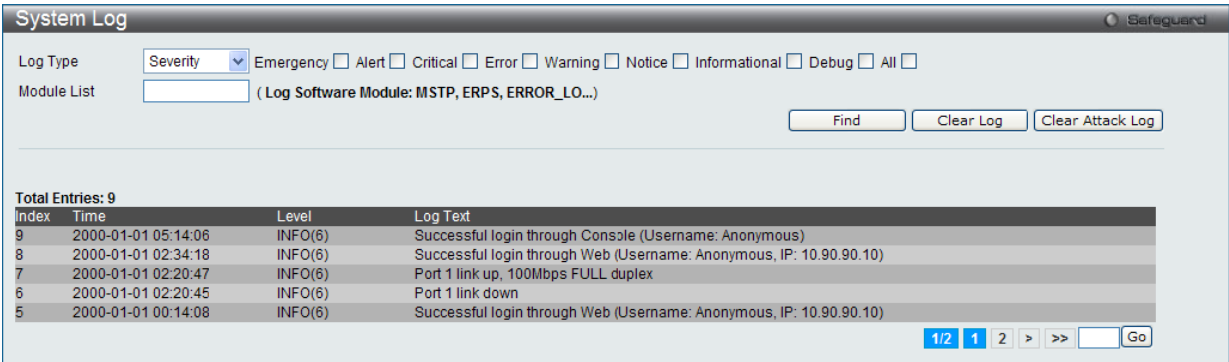 System Log Safeguard
Log Type Severity Emergency Alert Critical Error Warning Notice Informational Debug All
Module List ( Log Software Module: MSTP, ERPS, ERROR_LO...)
Find Clear Log Clear Attack Log
Total Entries: 9
Index Time Level Log Text
9 2000-01-01 05:14:06 INFO(6) Successful login through Console (Username: Anonymous)
8 2000-01-01 02:34:18 INFO(6) Successful login through Web (Username: Anonymous, IP: 10.90.90.10)
7 2000-01-01 02:20:47 INFO(6) Port 1 link up, 100Mbps FULL duplex
6 2000-01-01 02:20:45 INFO(6) Port 1 link down
5 2000-01-01 00:14:08 INFO(6) Successful login through Web (Username: Anonymous, IP: 10.90.90.10)
1/2 1 2 > >> Go